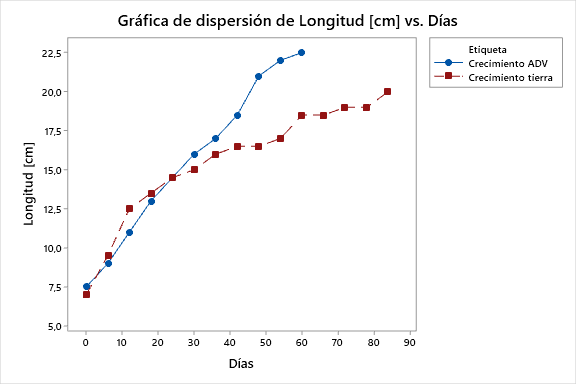 Gráfica de dispersión de Longitud [cm] vs. Días
Etiqueta
Crecimiento ADV
Crecimiento tierra
Longitud [cm]
22,5
20,0
17,5
15,0
12,5
10,0
7,5
5,0
0 10 20 30 40 50 60 70 80 90
Días